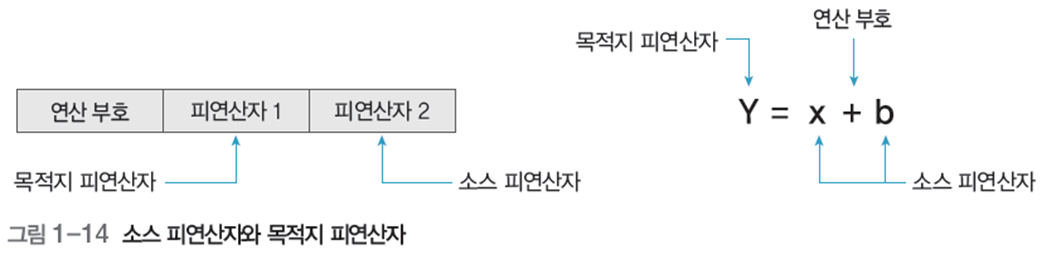 연산 부호
목적지 피연산자
연산 부호 피연산자 1 피연산자 2
Y = x + b
목적지 피연산자 소스 피연산자
소스 피연산자
그림 1-14 소스 피연산자와 목적지 피연산자